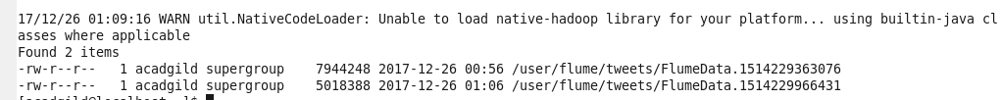 17/12/26 01:09:16 WARN util.NativeCodeLoader: Unable to load native-hadoop library for your platform... using builtin-java cl
asses where applicable
Found 2 items
-rw-r--r--   1 acadgild supergroup    7944248 2017-12-26 00:56 /user/flume/tweets/FlumeData.1514229363076
-rw-r--r--   1 acadgild supergroup    5018388 2017-12-26 01:06 /user/flume/tweets/FlumeData.1514229966431